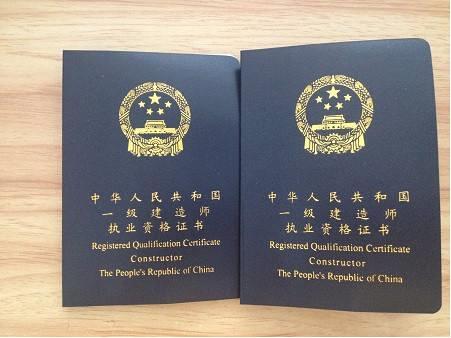 中华人民共和国
一级建造师
执业资格证书
Registered Qualification Certificate
Constructor
The People's Republic of China
中华人民共和国
一级建造师
执业资格证书
Registered Qualification Certificate
Constructor
The People's Republic of China